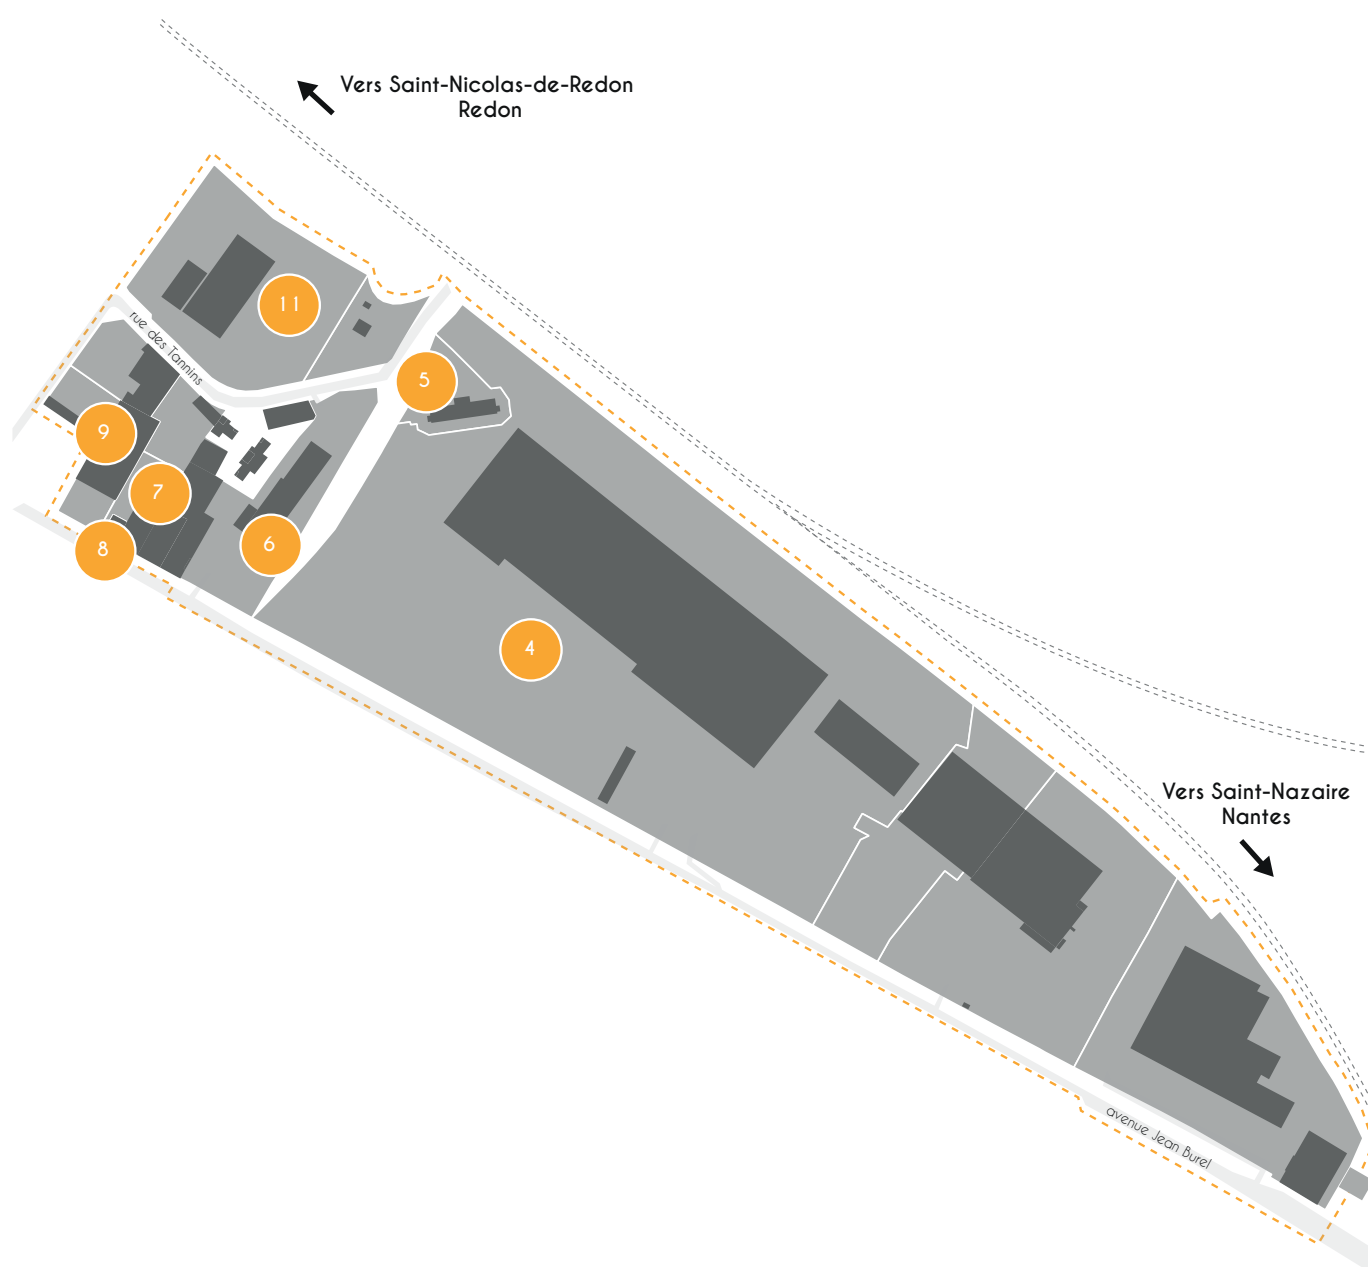 Vers Saint-Nicolas-de-Redon
Redon
11
rue des Tannins
5
9
7
6
8
4
Vers Saint-Nazaire
Nantes
avenue Jean Burel